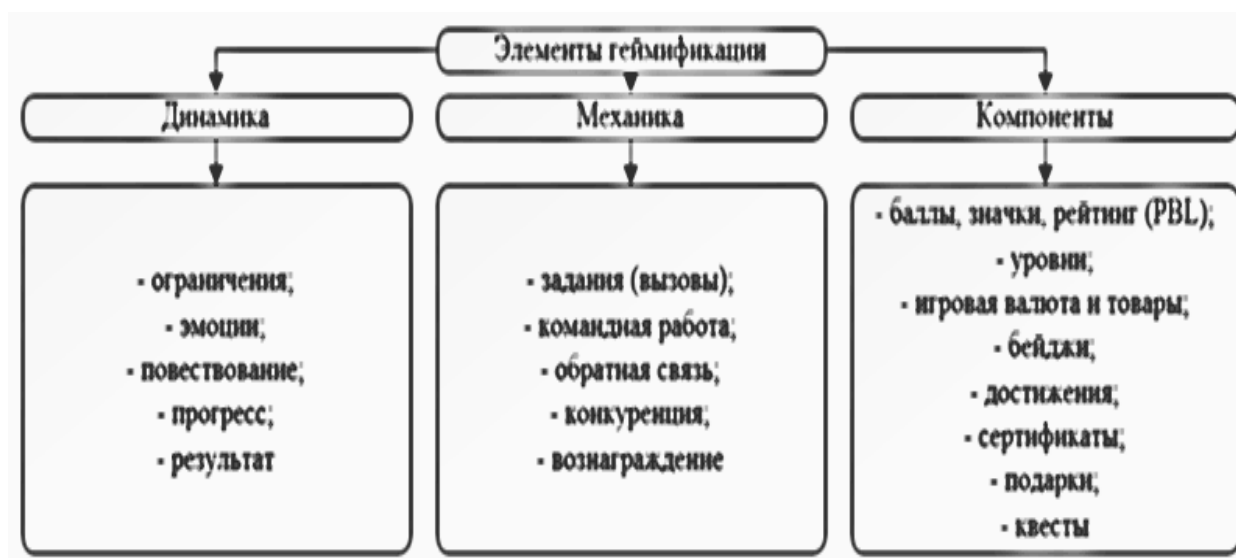 Элементы геймификации
Динамика
- ограничения;
- эмоции;
- повествование;
- прогресс;
- результат
Механика
- задания (вызовы);
- командная работа;
- обратная связь;
- конкуренция;
- вознаграждение
Компоненты
- баллы, значки, рейтинг (PBL);
- уровни;
- игровая валюта и товары;
- бейджи;
- достижения;
- сертификаты;
- подарки;
- квесты